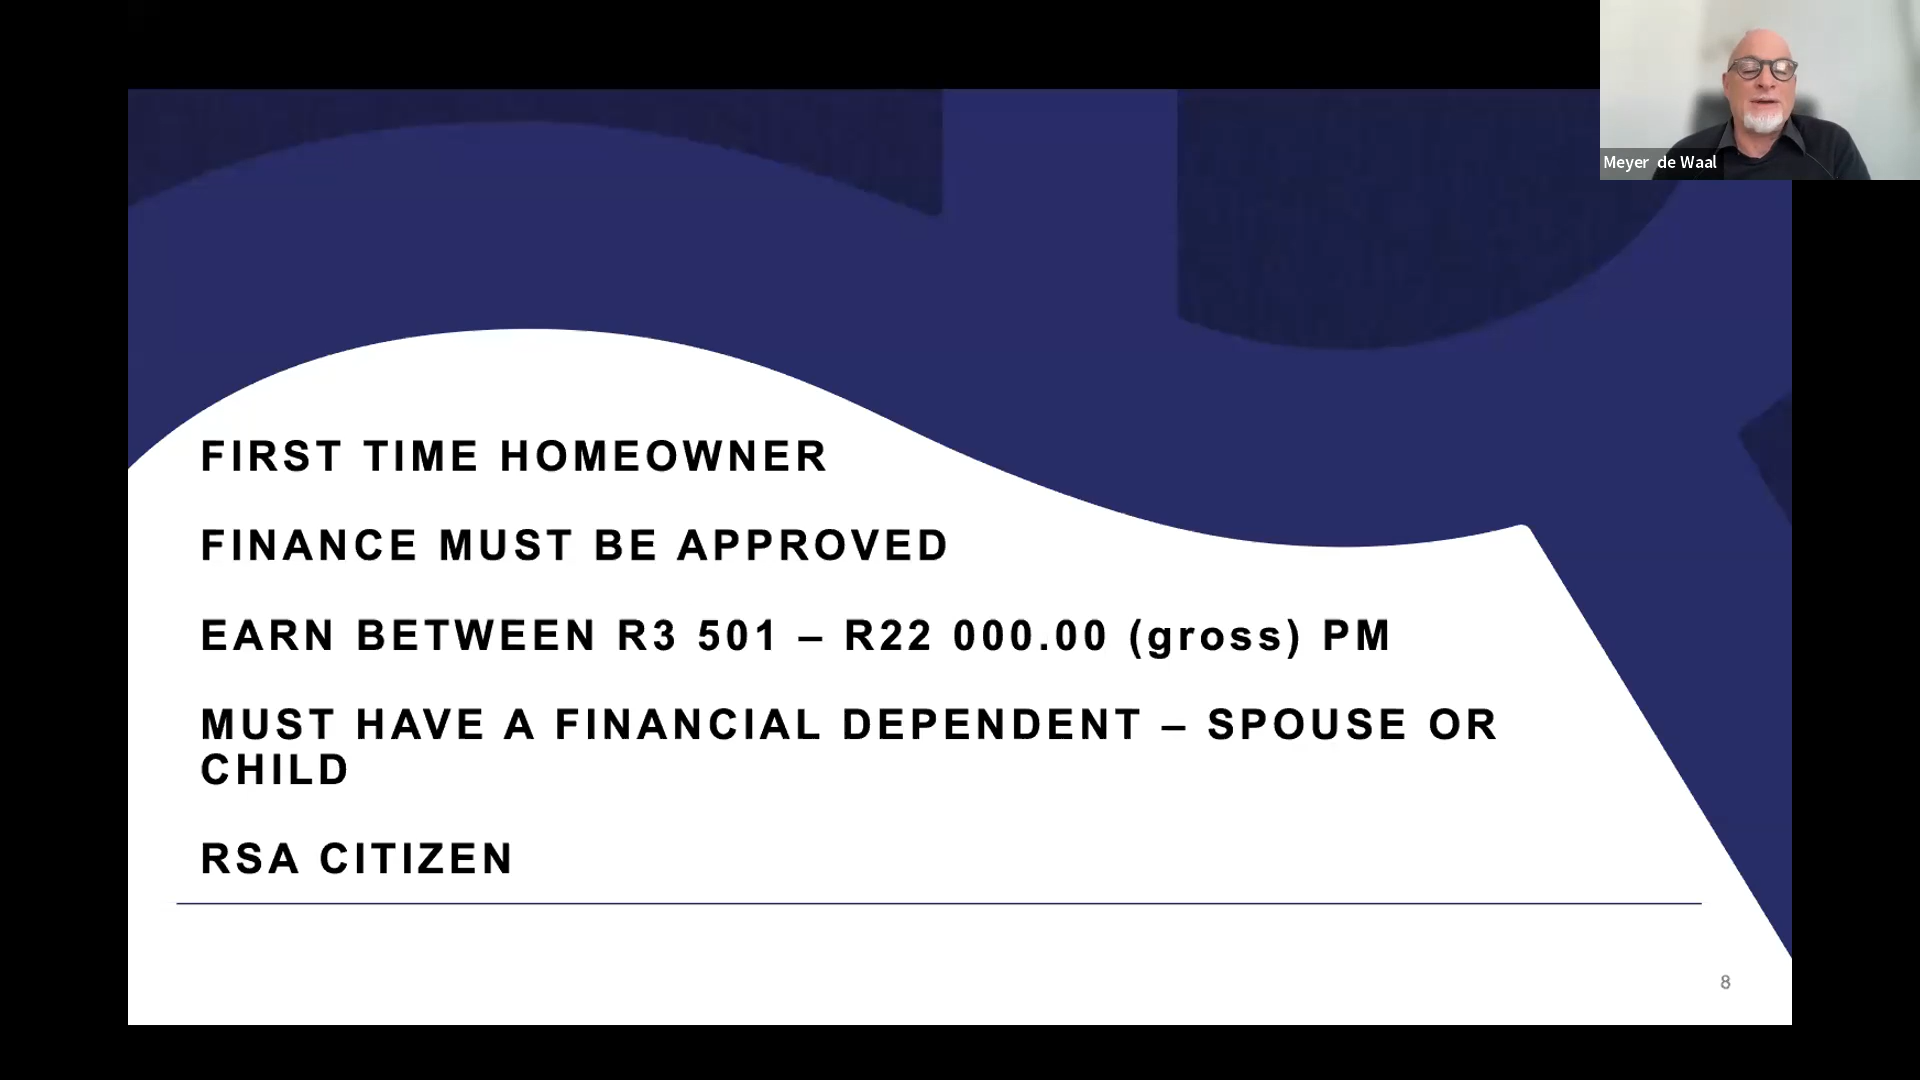 Meyer de Waal
FIRST TIME HOMEOWNER
FINANCE MUST BE APPROVED
EARN BETWEEN R3 501 – R22 000.00 (gross) PM
MUST HAVE A FINANCIAL DEPENDENT – SPOUSE OR
CHILD
RSA CITIZEN
8